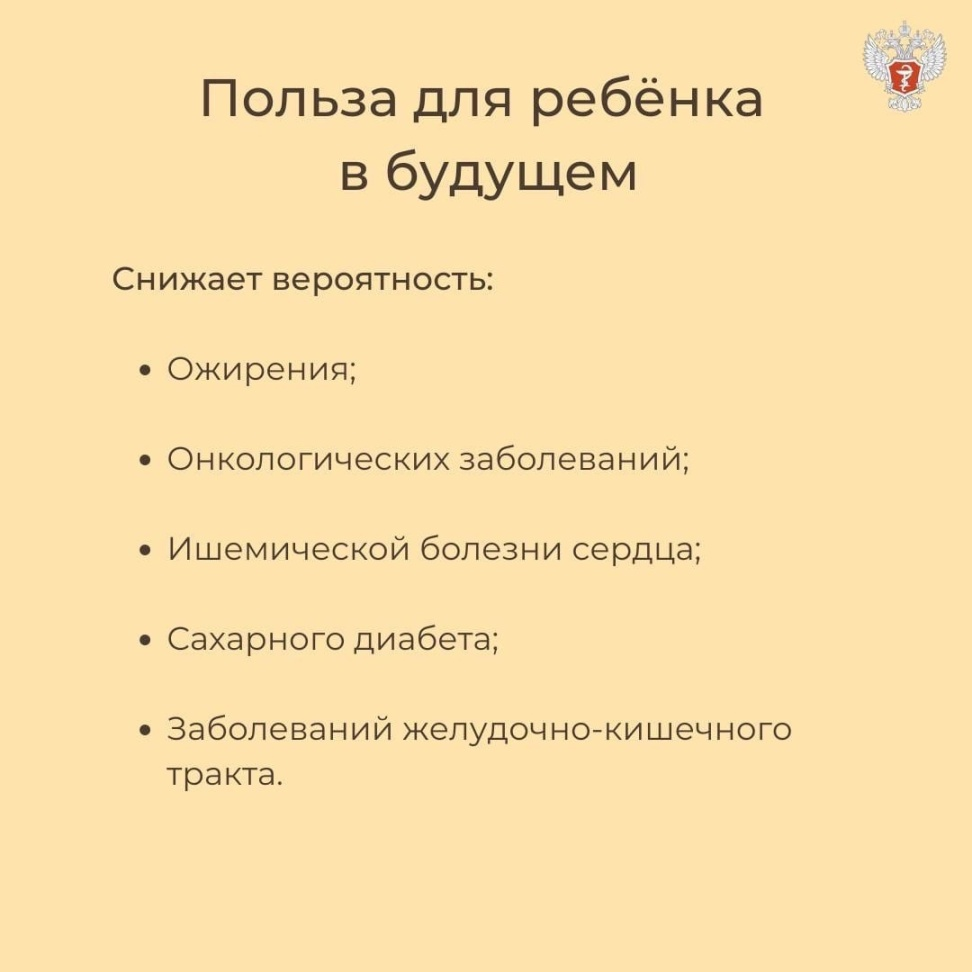 Польза для ребёнка
в будущем
Снижает вероятность:
• Ожирения;
• Онкологических заболеваний;
• Ишемической болезни сердца;
• Сахарного диабета;
• Заболеваний желудочно-кишечного
тракта.